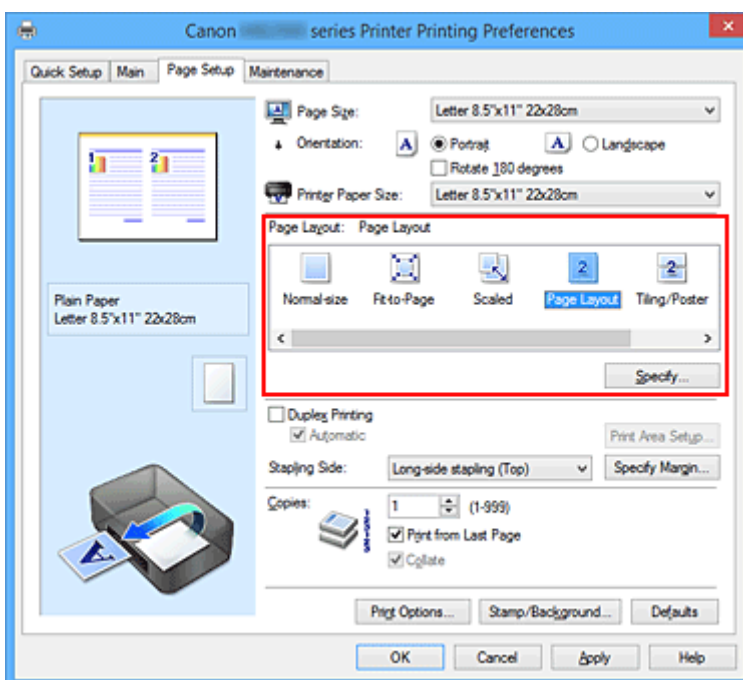 Canon series Printer Printing Preferences
Quick Setup Main Page Setup Maintenance
1 2
Plain Paper
Letter 8.5"x11" 22x28cm
Page Size: Letter 8.5"x11" 22x28cm
Orientation: A Portrait A Landscape
Rotate 180 degrees
Printer Paper Size: Letter 8.5"x11" 22x28cm
Page Layout: Page Layout
2 2
Normal-size Fit-to-Page Scaled Page Layout Tiling/Poster
Specify...
Duplex Printing
Automatic Print Area Setup...
Stapling Side: Long-side stapling (Top) Specify Margin...
Copies: 1 (1-999)
Print from Last Page
Collate
A
Print Options... Stamp/Background... Defaults
OK Cancel Apply Help